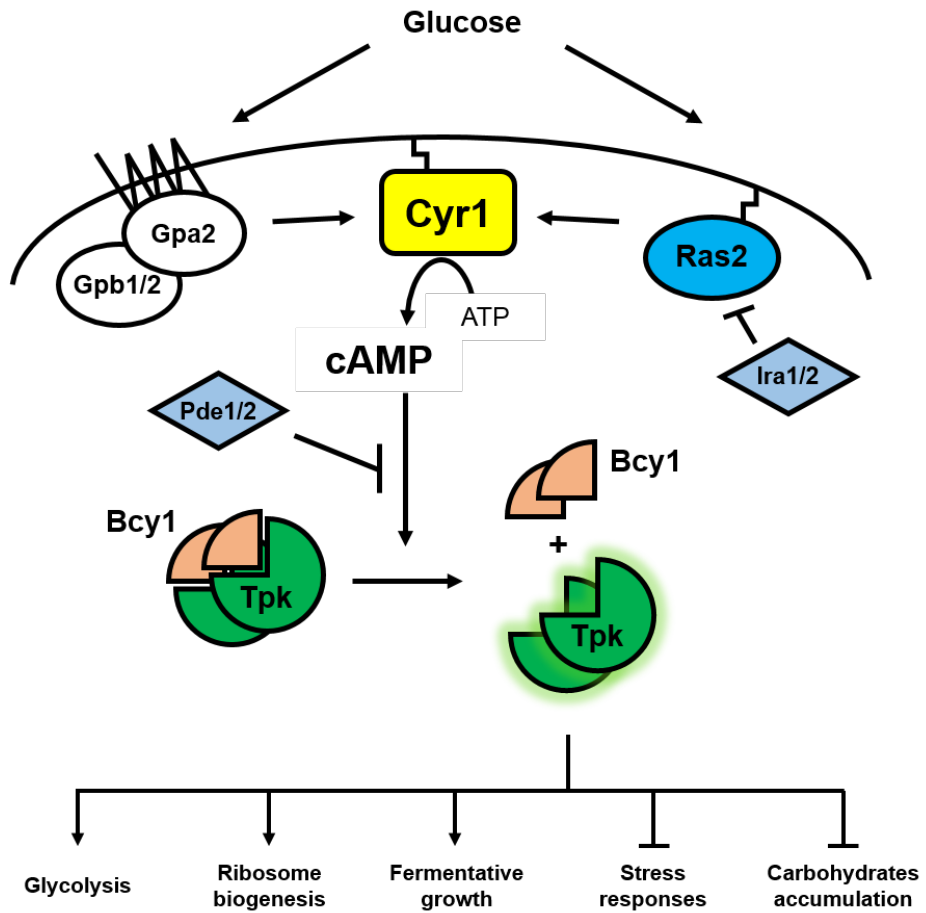 Glucose
Gpa2
Cyr1
Ras2
Gpb1/2
ATP
cAMP
Ira1/2
Pde1/2
Bcy1
Bcy1
+
Tpk
Tpk
Glycolysis
Ribosome
biogenesis
Fermentative
growth
Stress
responses
Carbohydrates
accumulation